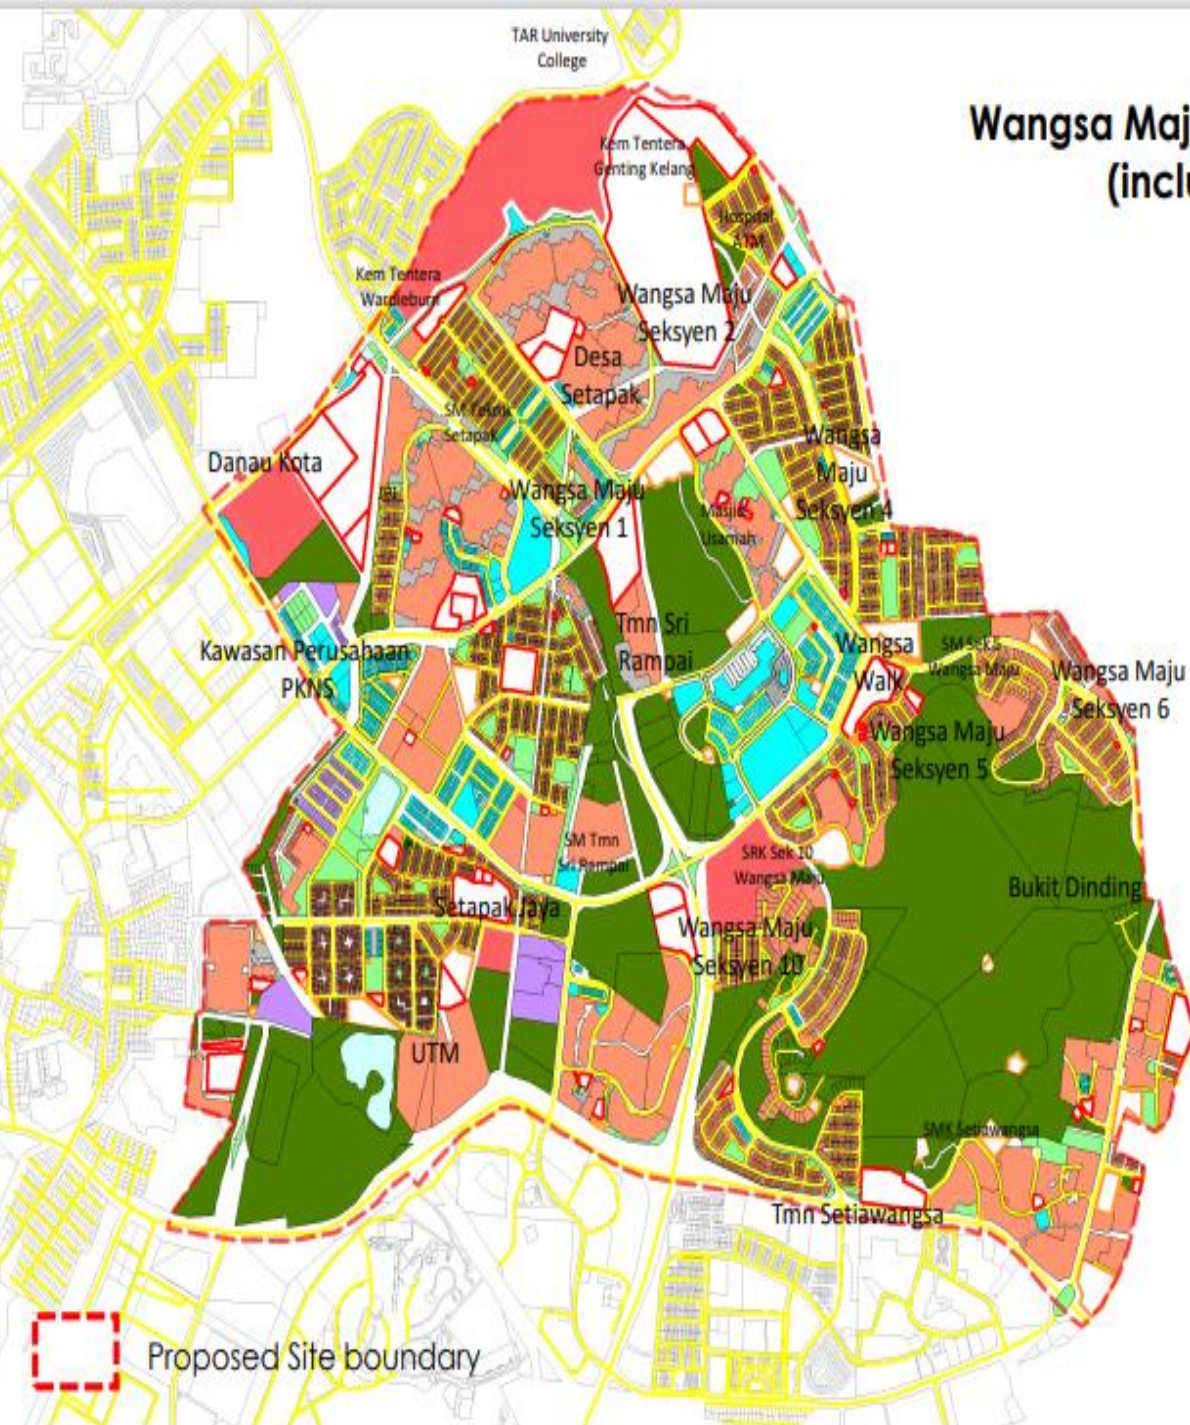 TAR University
College
Wangsa Maj
(inclu
Kem Tentera
Genting Kelang
Hospital
ATM
Kem Tentera
Wardieburn
Wangsa Maju
Seksyen 2
Desa
Setapak
SM Teknik
Setapak
Wangsa
Maju
Seksyen 4
Danau Kota
JPJ
Wangsa Maju
Seksyen 1
Masjid
Usamah
Tmn Sri
Rampai
Kawasan Perusahaan
PKNS
Wangsa
Walk
SM Sek 5
Wangsa Maju
Wangsa Maju
Seksyen 6
Wangsa Maju
Seksyen 5
SM Tmn
Sri Rampai
SRK Sek 10
Wangsa Maju
Bukit Dinding
Setapak Jaya
Wangsa Maju
Seksyen 10
UTM
SMK Setiawangsa
Tmn Setiawangsa
Proposed Site boundary